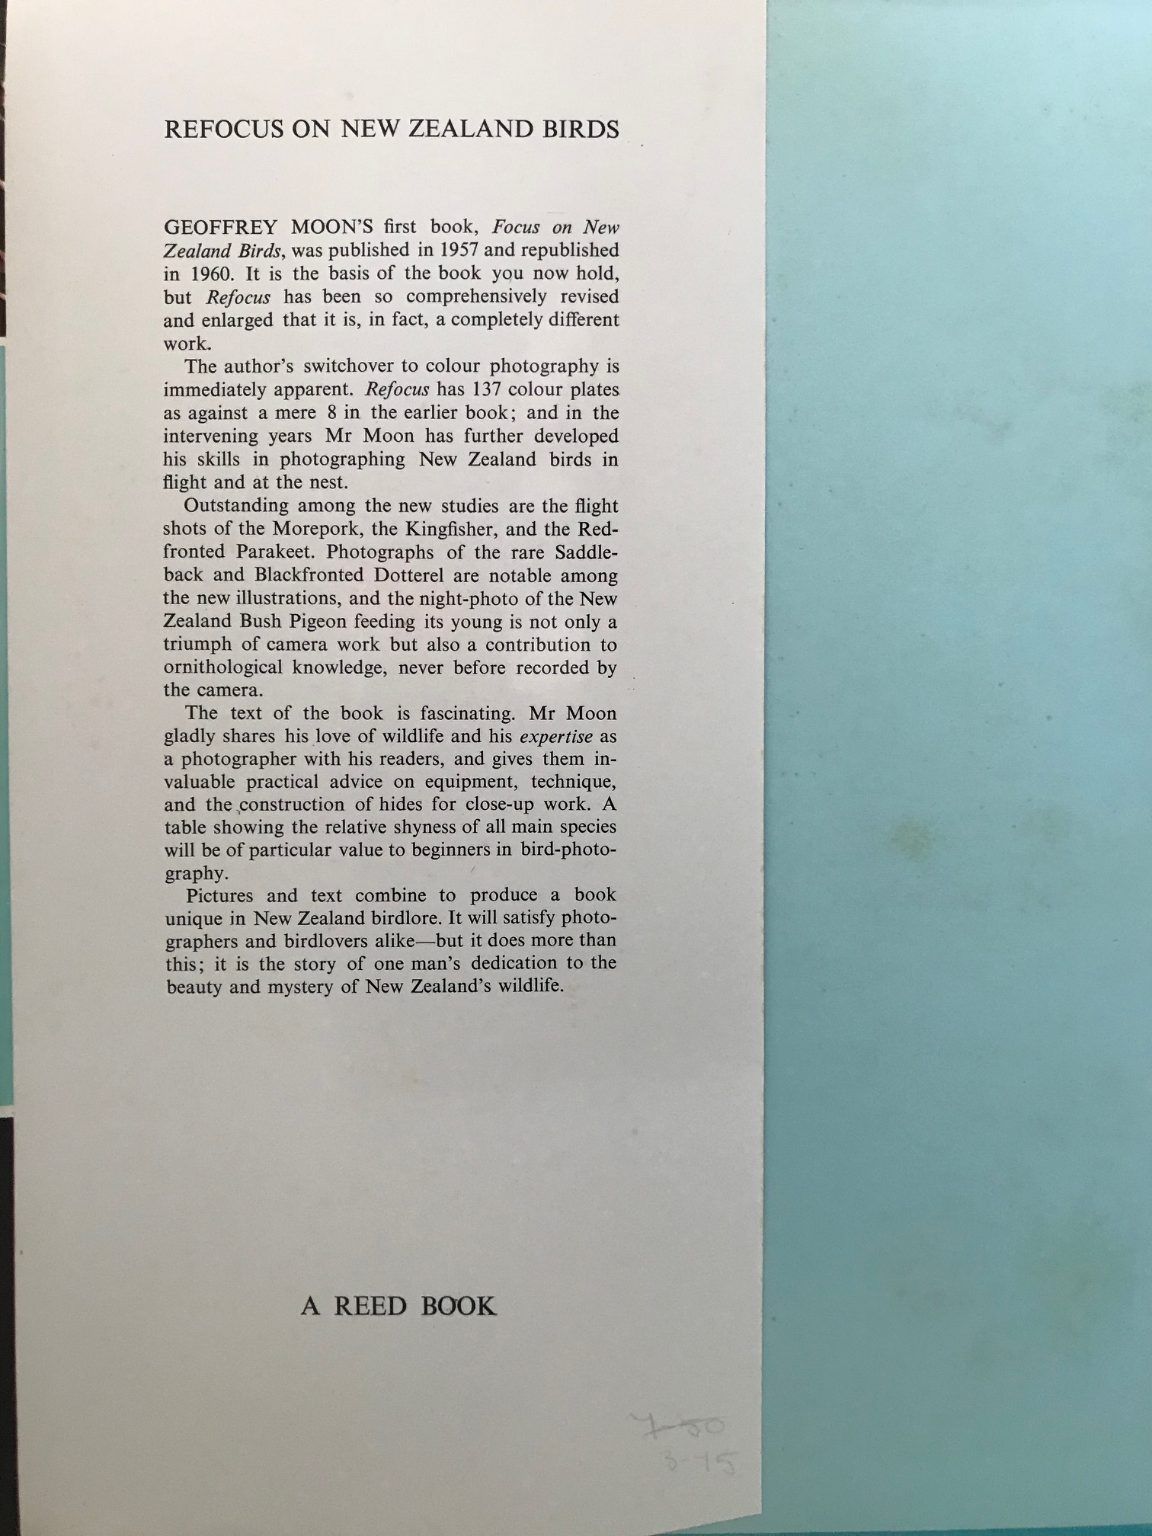 REFOCUS ON NEW ZEALAND BIRDS
GEOFFREY MOON'S first book, Focus on New
Zealand Birds, was published in 1957 and republished
in 1960. It is the basis of the book you now hold,
but Refocus has been so comprehensively revised
and enlarged that it is, in fact, a completely different
work.
The author's switchover to colour photography is
immediately apparent. Refocus has 137 colour plates
as against a mere 8 in the earlier book; and in the
intervening years Mr Moon has further developed
his skills in photographing New Zealand birds in
flight and at the nest.
Outstanding among the new studies are the flight
shots of the Morepork, the Kingfisher, and the Red-
fronted Parakeet. Photographs of the rare Saddle-
back and Blackfronted Dotterel are notable among
the new illustrations, and the night-photo of the New
Zealand Bush Pigeon feeding its young is not only a
triumph of camera work but also a contribution to
ornithological knowledge, never before recorded by
the camera.
The text of the book is fascinating. Mr Moon
gladly shares his love of wildlife and his expertise as
a photographer with his readers, and gives them in-
valuable practical advice on equipment, technique,
and the construction of hides for close-up work. A
table showing the relative shyness of all main species
will be of particular value to beginners in bird-photo-
graphy.
Pictures and text combine to produce a book
unique in New Zealand birdlore. It will satisfy photo-
graphers and birdlovers alike—but it does more than
this; it is the story of one man's dedication to the
beauty and mystery of New Zealand's wildlife.
A REED BOOK
7-50
3-75